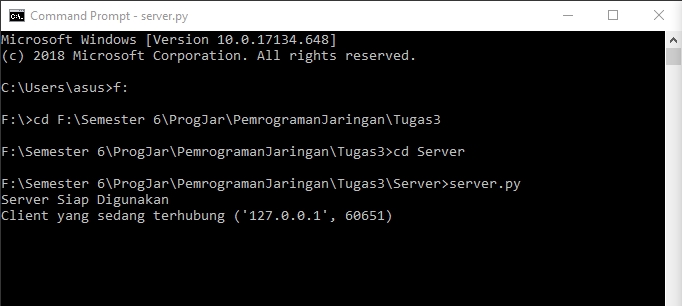 Command Prompt - server.py
Microsoft Windows [Version 10.0.17134.648]
(c) 2018 Microsoft Corporation. All rights reserved.
C:\Users\asus>f:
F:\>cd F:\Semester 6\ProgJar\PemrogramanJaringan\Tugas3
F:\Semester 6\ProgJar\PemrogramanJaringan\Tugas3>cd Server
F:\Semester 6\ProgJar\PemrogramanJaringan\Tugas3\Server>server.py
Server Siap Digunakan
Client yang sedang terhubung ('127.0.0.1', 60651)